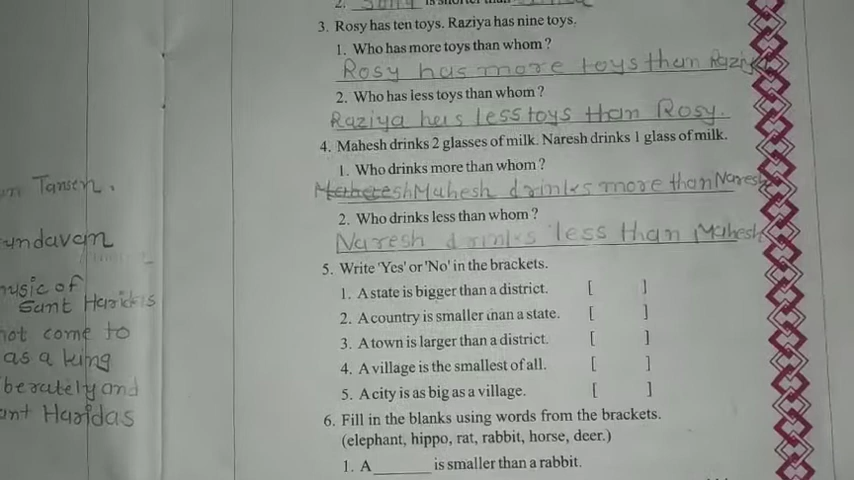 2. is shorter than
3. Rosy has ten toys. Raziya has nine toys.
1. Who has more toys than whom?
Rosy has more toys than Raziya
2. Who has less toys than whom?
Raziya has less toys than Rosy.
4. Mahesh drinks 2 glasses of milk. Naresh drinks 1 glass of milk.
1. Who drinks more than whom?
Mahesh drinks more than Naresh
2. Who drinks less than whom?
Naresh drinks less than Mahesh
5. Write 'Yes' or 'No' in the brackets.
1. A state is bigger than a district. [ ]
2. A country is smaller than a state. [ ]
3. A town is larger than a district. [ ]
4. A village is the smallest of all. [ ]
5. A city is as big as a village. [ ]
6. Fill in the blanks using words from the brackets.
(elephant, hippo, rat, rabbit, horse, deer.)
1. A ______ is smaller than a rabbit.
Tansen.
undavan
music of
Sant Haridas
not come to
as a king
berately and
ant Haridas